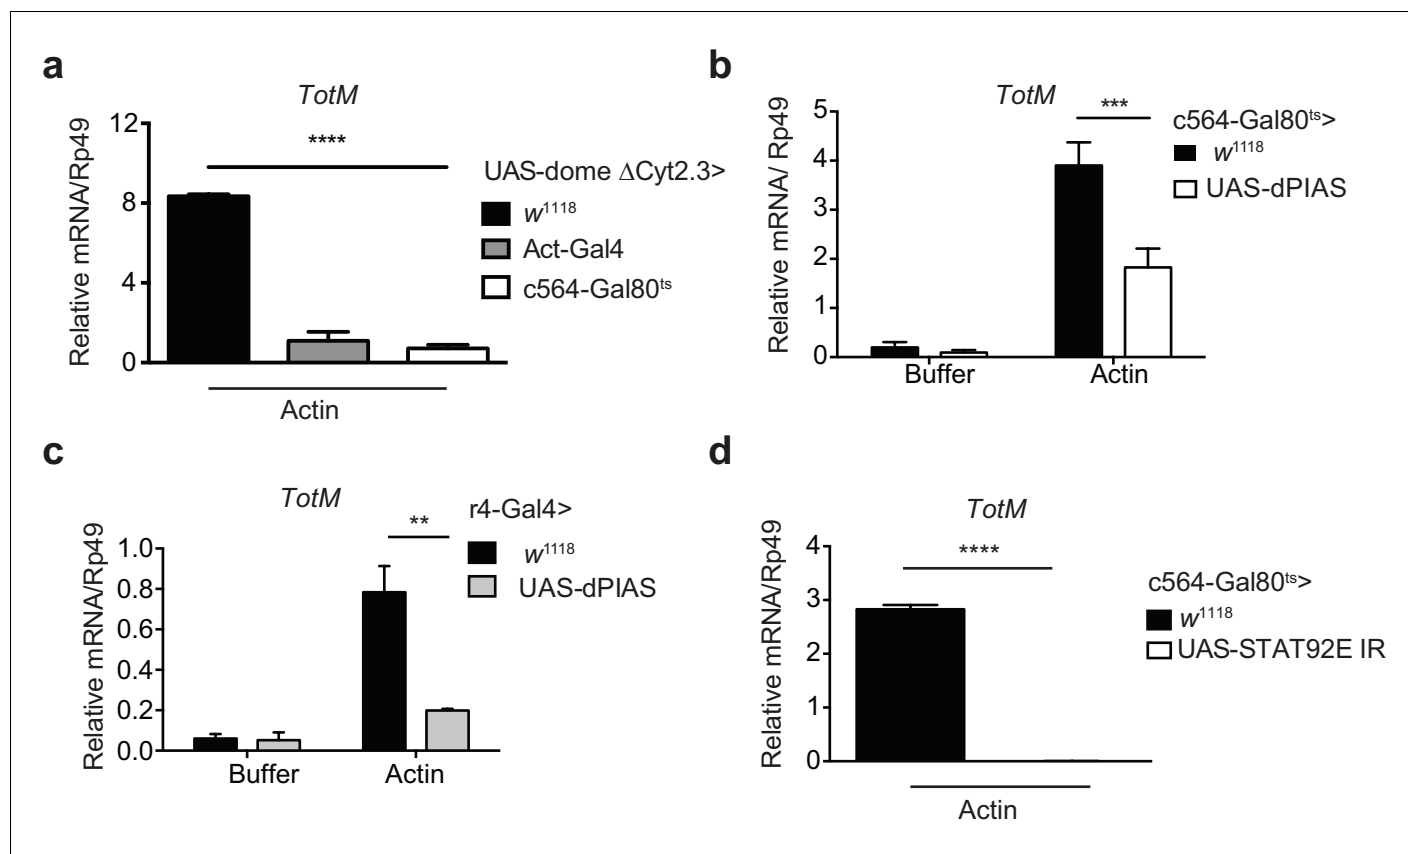 a
TotM
Relative mRNA/Rp49
12
8
4
0
****
UAS-dome ΔCyt2.3>
w1118
Act-Gal4
c564-Gal80ts
Actin
b
TotM
Relative mRNA/ Rp49
5
4
3
2
1
0
***
c564-Gal80ts>
w1118
UAS-dPIAS
Buffer Actin
c
TotM
Relative mRNA/Rp49
1.0
0.8
0.6
0.4
0.2
0.0
**
r4-Gal4>
w1118
UAS-dPIAS
Buffer Actin
d
TotM
Relative mRNA/Rp49
4
3
2
1
0
****
c564-Gal80ts>
w1118
UAS-STAT92E IR
Actin